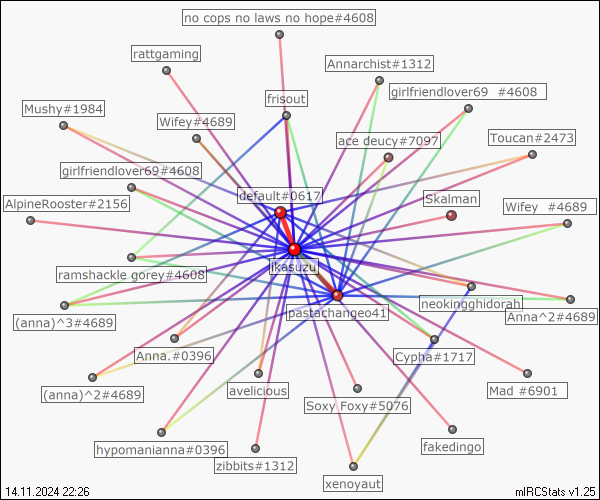 no cops no laws no hope#4608
rattgaming
Annarchist#1312
girlfriendlover69 #4608
frisout
Mushy#1984
Wifey#4689
ace deucy#7097
Toucan#2473
girlfriendlover69#4608
default#0617
AlpineRooster#2156
Skalman
Wifey #4689
ikasuzu
ramshackle gorey#4608
neokingghidorah
pastachangeo41
Anna^2#4689
(anna)^3#4689
Anna.#0396
Cypha#1717
(anna)^2#4689
avelicious
Mad #6901
Soxy Foxy#5076
hypomanianna#0396
fakedingo
zibbits#1312
xenoyaut
14.11.2024 22:26
mIRCStats v1.25